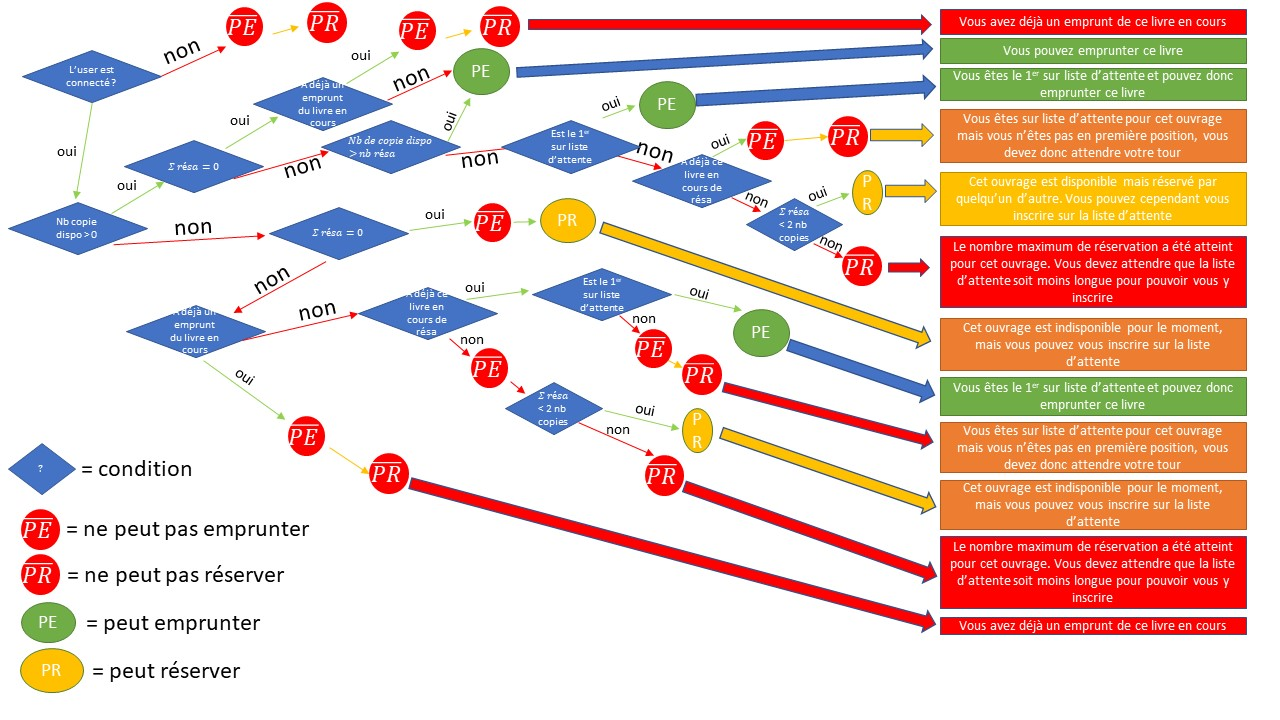 PE
PR
PE
PR
Vous avez déjà un emprunt de ce livre en cours
L'user est
connecté ?
non
oui
PE
Vous pouvez emprunter ce livre
A déjà un
emprunt
du livre en
cours
non
Vous êtes le 1er sur liste d'attente et pouvez donc
emprunter ce livre
oui
PE
oui
oui
Σ résa = 0
oui
non
Nb de copie dispo
> nb résa
oui
non
Est le 1er
sur liste
d'attente
non
A déjà ce
livre en
cours de
résa
oui
PE
PR
Vous êtes sur liste d'attente pour cet ouvrage
mais vous n'êtes pas en première position, vous
devez donc attendre votre tour
non
Σ résa
< 2 nb
copies
oui
P
R
Cet ouvrage est disponible mais réservé par
quelqu'un d'autre. Vous pouvez cependant vous
inscrire sur la liste d'attente
non
PR
Le nombre maximum de réservation a été atteint
pour cet ouvrage. Vous devez attendre que la liste
d'attente soit moins longue pour pouvoir vous y
inscrire
Nb copie
dispo > 0
oui
non
Σ résa = 0
oui
PE
PR
Cet ouvrage est indisponible pour le moment,
mais vous pouvez vous inscrire sur la liste
d'attente
non
A déjà un
emprunt
du livre en
cours
non
A déjà ce
livre en
cours de
résa
oui
Est le 1er
sur liste
d'attente
oui
PE
Vous êtes le 1er sur liste d'attente et pouvez donc
emprunter ce livre
non
PE
PR
Vous êtes sur liste d'attente pour cet ouvrage
mais vous n'êtes pas en première position, vous
devez donc attendre votre tour
non
PE
Σ résa
< 2 nb
copies
oui
P
R
Cet ouvrage est indisponible pour le moment,
mais vous pouvez vous inscrire sur la liste
d'attente
non
PR
Le nombre maximum de réservation a été atteint
pour cet ouvrage. Vous devez attendre que la liste
d'attente soit moins longue pour pouvoir vous y
inscrire
oui
PE
PR
Vous avez déjà un emprunt de ce livre en cours
? = condition
PE = ne peut pas emprunter
PR = ne peut pas réserver
PE = peut emprunter
PR = peut réserver